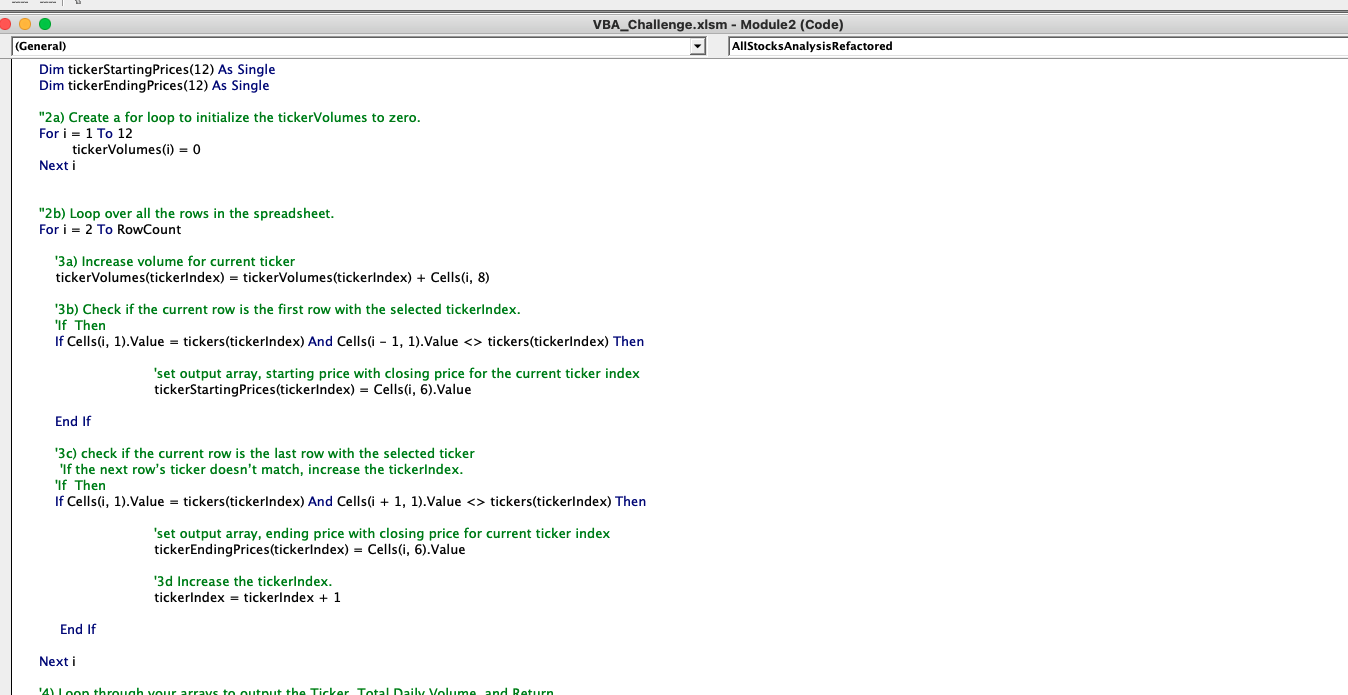 VBA_Challenge.xlsm - Module2 (Code)
(General)
AllStocksAnalysisRefactored
Dim tickerStartingPrices(12) As Single
Dim tickerEndingPrices(12) As Single
''2a) Create a for loop to initialize the tickerVolumes to zero.
For i = 1 To 12
tickerVolumes(i) = 0
Next i
''2b) Loop over all the rows in the spreadsheet.
For i = 2 To RowCount
'3a) Increase volume for current ticker
tickerVolumes(tickerIndex) = tickerVolumes(tickerIndex) + Cells(i, 8)
'3b) Check if the current row is the first row with the selected tickerIndex.
'If  Then
If Cells(i, 1).Value = tickers(tickerIndex) And Cells(i - 1, 1).Value <> tickers(tickerIndex) Then
'set output array, starting price with closing price for the current ticker index
tickerStartingPrices(tickerIndex) = Cells(i, 6).Value
End If
'3c) check if the current row is the last row with the selected ticker
'If the next row’s ticker doesn’t match, increase the tickerIndex.
'If  Then
If Cells(i, 1).Value = tickers(tickerIndex) And Cells(i + 1, 1).Value <> tickers(tickerIndex) Then
'set output array, ending price with closing price for current ticker index
tickerEndingPrices(tickerIndex) = Cells(i, 6).Value
'3d Increase the tickerIndex.
tickerIndex = tickerIndex + 1
End If
Next i
'4) Loop through your arrays to output the Ticker, Total Daily Volume, and Return.